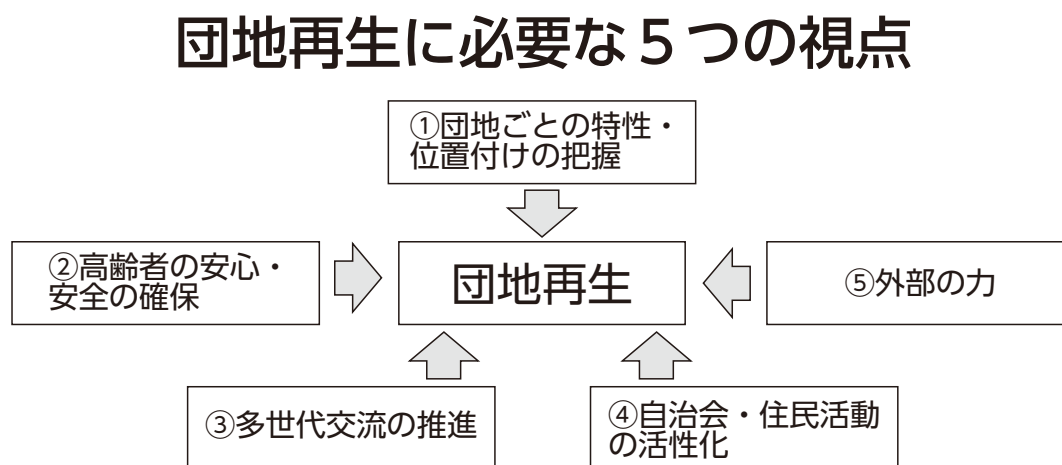 団地再生に必要な５つの視点
①団地ごとの特性・
位置付けの把握
②高齢者の安心・
安全の確保
団地再生
⑤外部の力
③多世代交流の推進
④自治会・住民活動
の活性化